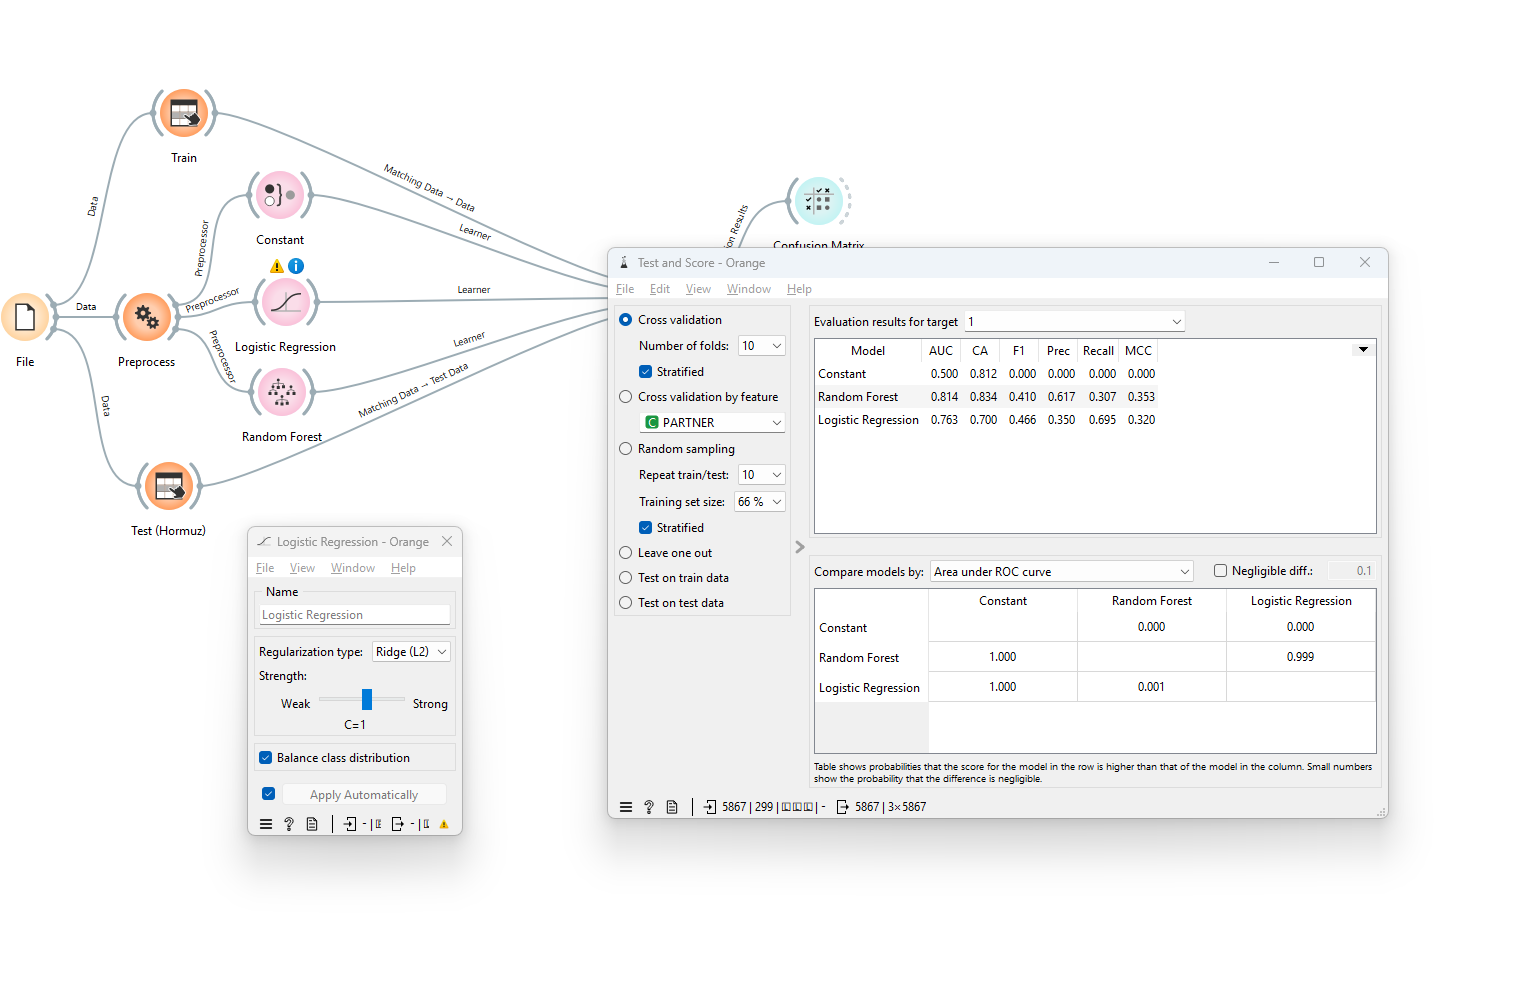 Train
Matching Data → Data
Data
Constant
Preprocessor
Learner
Data
Preprocessor
Logistic Regression
Learner
File
Preprocess
Preprocessor
Random Forest
Learner
Data
Matching Data → Test Data
Test (Hormuz)
on Results
Confusion Matrix
Logistic Regression - Orange
File View Window Help
Name
Logistic Regression
Regularization type: Ridge (L2)
Strength:
Weak Strong
C=1
Balance class distribution
Apply Automatically
- | - |
Test and Score - Orange
File Edit View Window Help
Cross validation
Number of folds: 10
Stratified
Cross validation by feature
C PARTNER
Random sampling
Repeat train/test: 10
Training set size: 66 %
Stratified
Leave one out
Test on train data
Test on test data
Evaluation results for target 1
Model AUC CA F1 Prec Recall MCC
Constant 0.500 0.812 0.000 0.000 0.000 0.000
Random Forest 0.814 0.834 0.410 0.617 0.307 0.353
Logistic Regression 0.763 0.700 0.466 0.350 0.695 0.320
Compare models by: Area under ROC curve Negligible diff.: 0.1
Constant Random Forest Logistic Regression
Constant 0.000 0.000
Random Forest 1.000 0.999
Logistic Regression 1.000 0.001
Table shows probabilities that the score for the model in the row is higher than that of the model in the column. Small numbers
show the probability that the difference is negligible.
5867 | 299 | | - 5867 | 3×5867